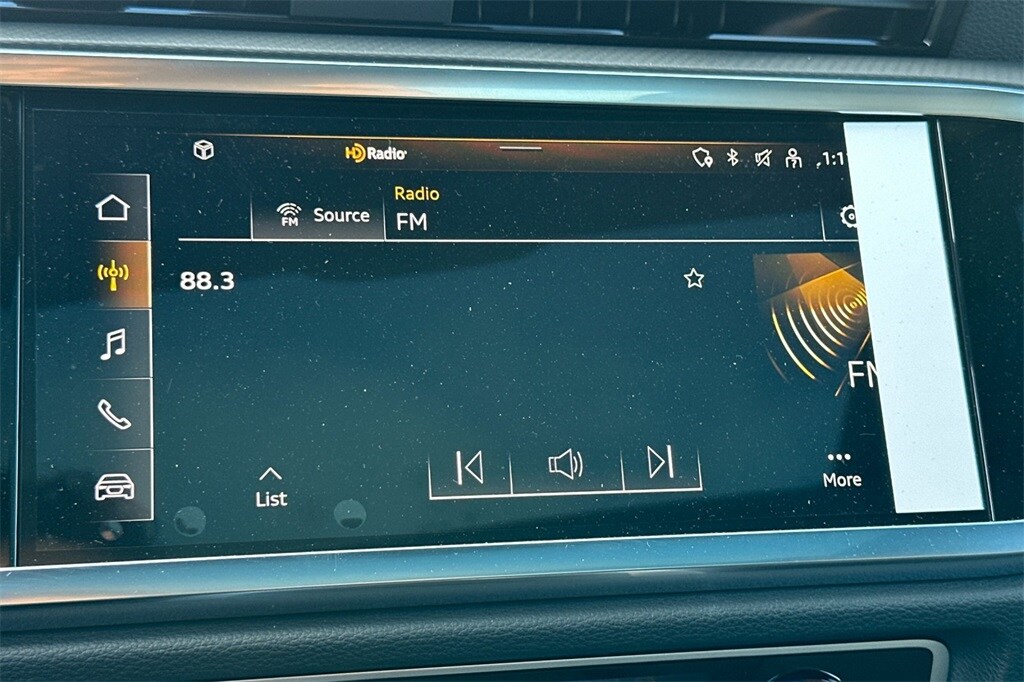 HD Radio
Radio
FM Source
FM
88.3
List
More